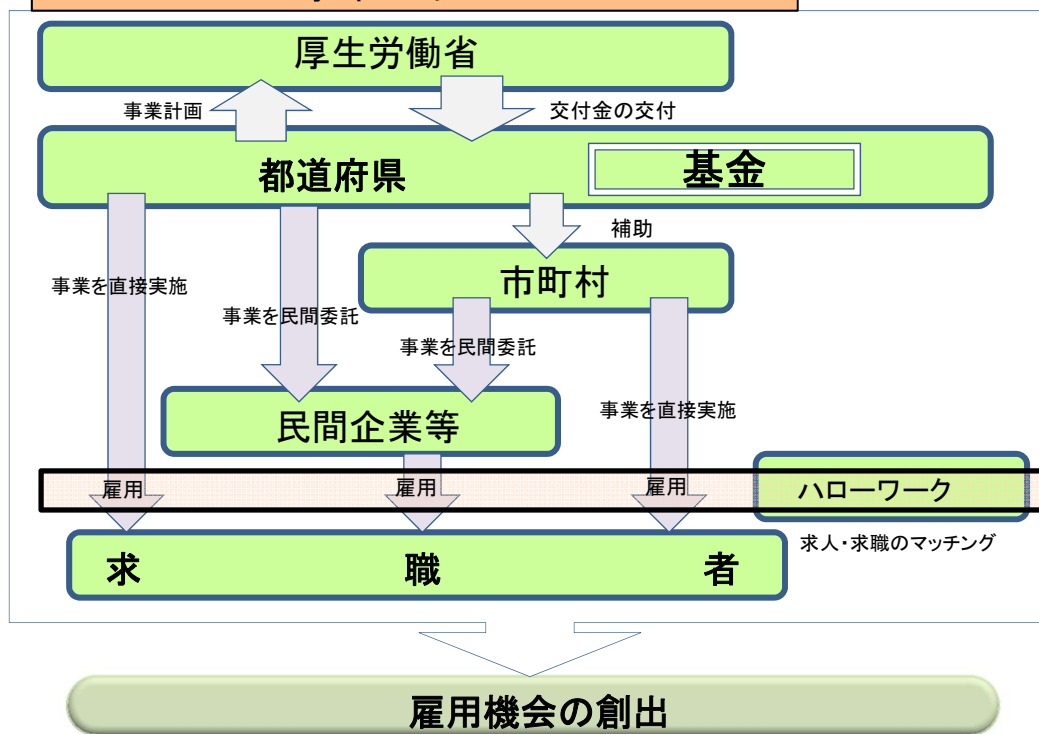 厚生労働省
事業計画
交付金の交付
都道府県
基金
補助
市町村
事業を直接実施
事業を民間委託
事業を民間委託
事業を直接実施
民間企業等
雇用
雇用
雇用
ハローワーク
求人・求職のマッチング
求 職 者
雇用機会の創出